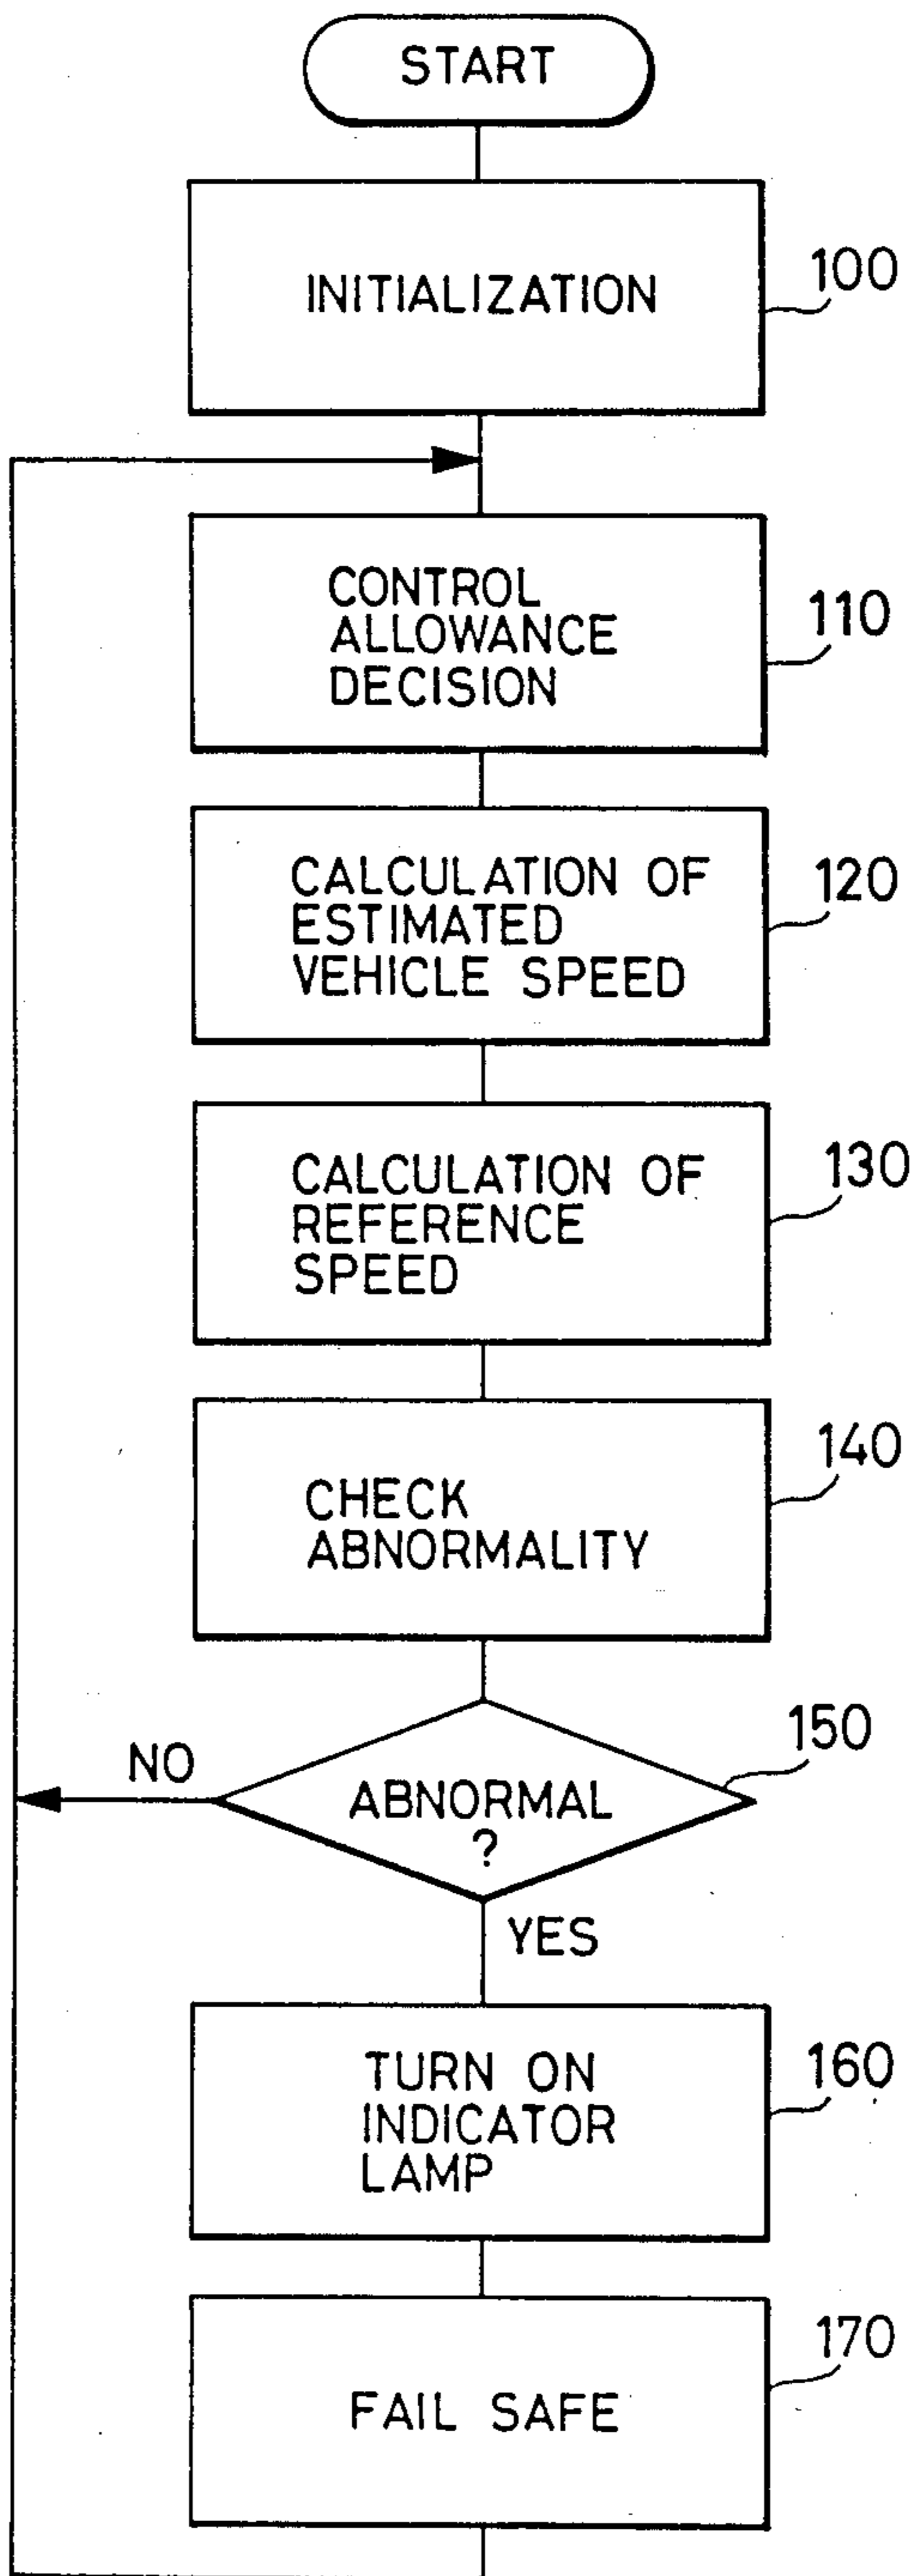 START
INITIALIZATION
100
CONTROL
ALLOWANCE
DECISION
110
CALCULATION OF
ESTIMATED
VEHICLE SPEED
120
CALCULATION OF
REFERENCE
SPEED
130
CHECK
ABNORMALITY
140
NO
ABNORMAL
?
150
YES
TURN ON
INDICATOR
LAMP
160
FAIL SAFE
170